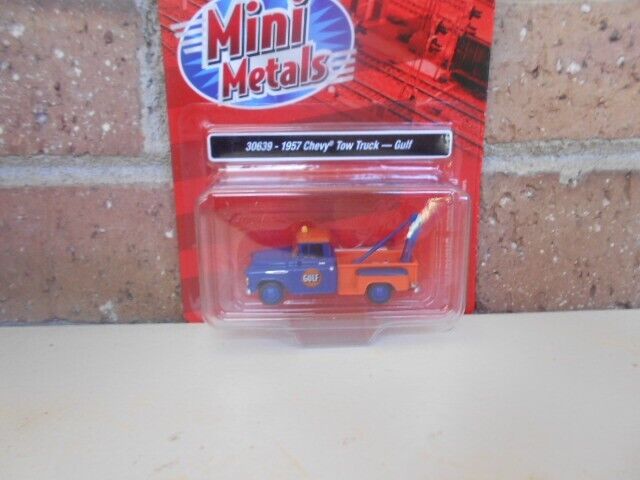 Mini
Metals
30639 - 1957 Chevy® Tow Truck — Gulf
GULF